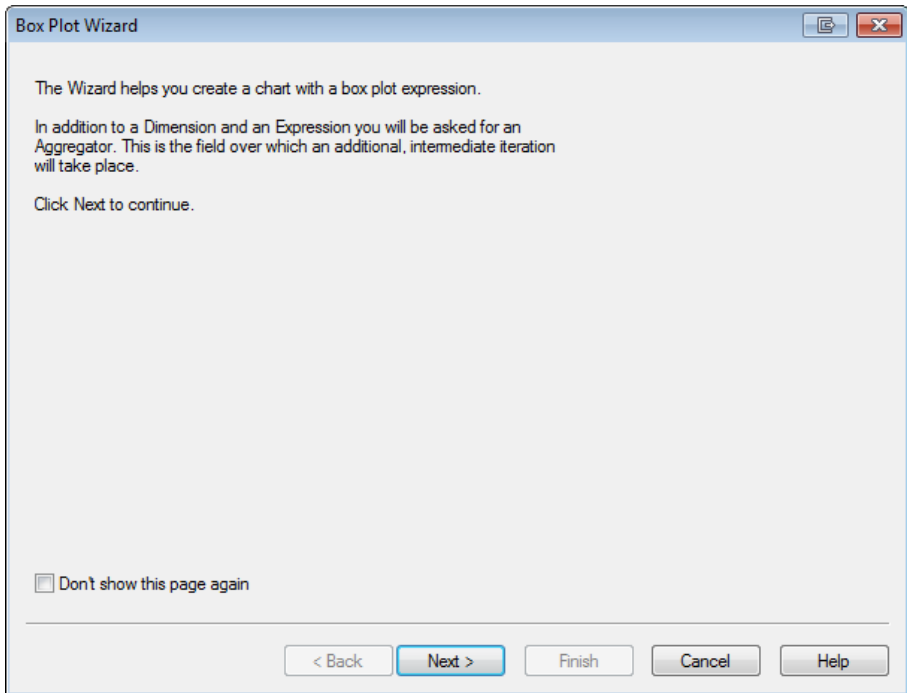 Box Plot Wizard
The Wizard helps you create a chart with a box plot expression.
In addition to a Dimension and an Expression you will be asked for an
Aggregator. This is the field over which an additional, intermediate iteration
will take place.
Click Next to continue.
Don't show this page again
< Back Next > Finish Cancel Help